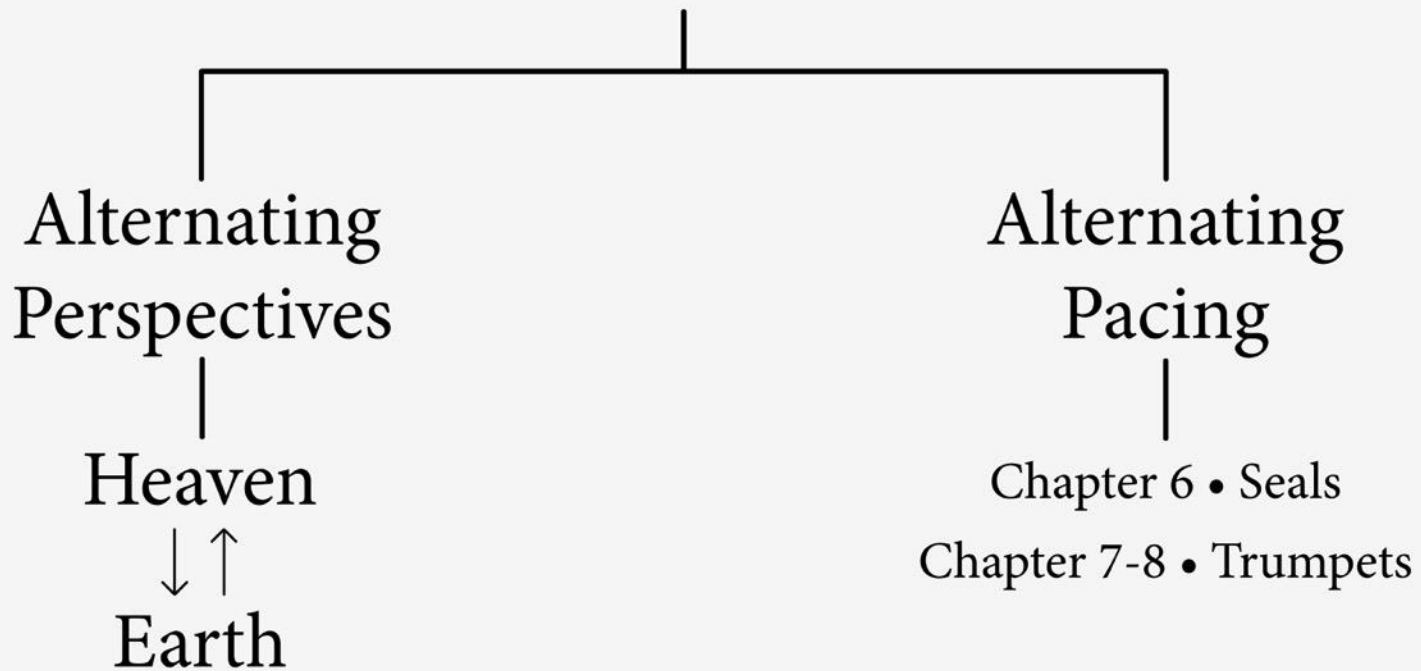 Alternating
Perspectives
Heaven
↓↑
Earth
Alternating
Pacing
Chapter 6 • Seals
Chapter 7-8 • Trumpets